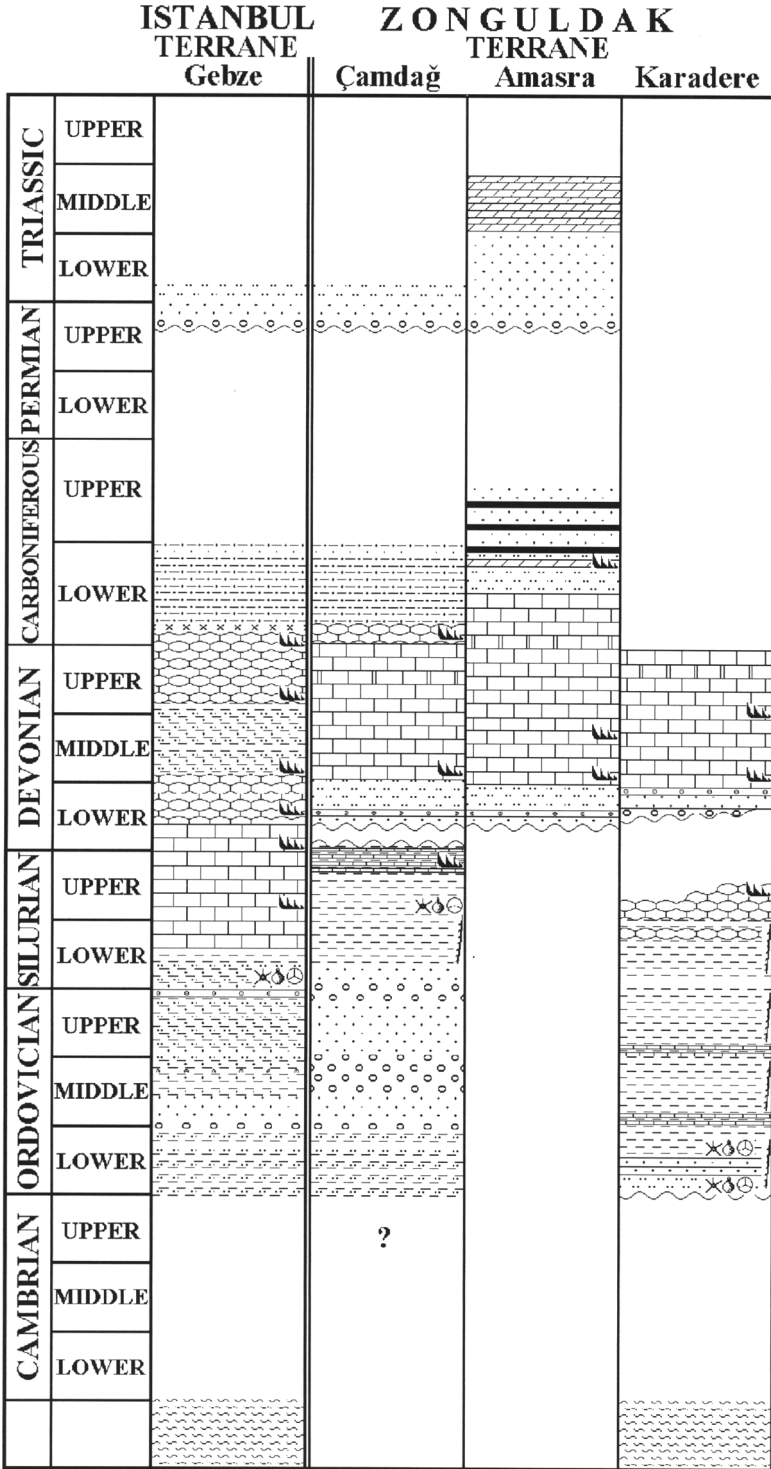 ISTANBUL
TERRANE
Gebze
Z O N G U L D A K
TERRANE
Çamdağ
Amasra
Karadere
TRIASSIC
UPPER
MIDDLE
LOWER
PERMIAN
UPPER
LOWER
CARBONIFEROUS
UPPER
LOWER
DEVONIAN
UPPER
MIDDLE
LOWER
SILURIAN
UPPER
LOWER
ORDOVICIAN
UPPER
MIDDLE
LOWER
CAMBRIAN
UPPER
MIDDLE
LOWER
?